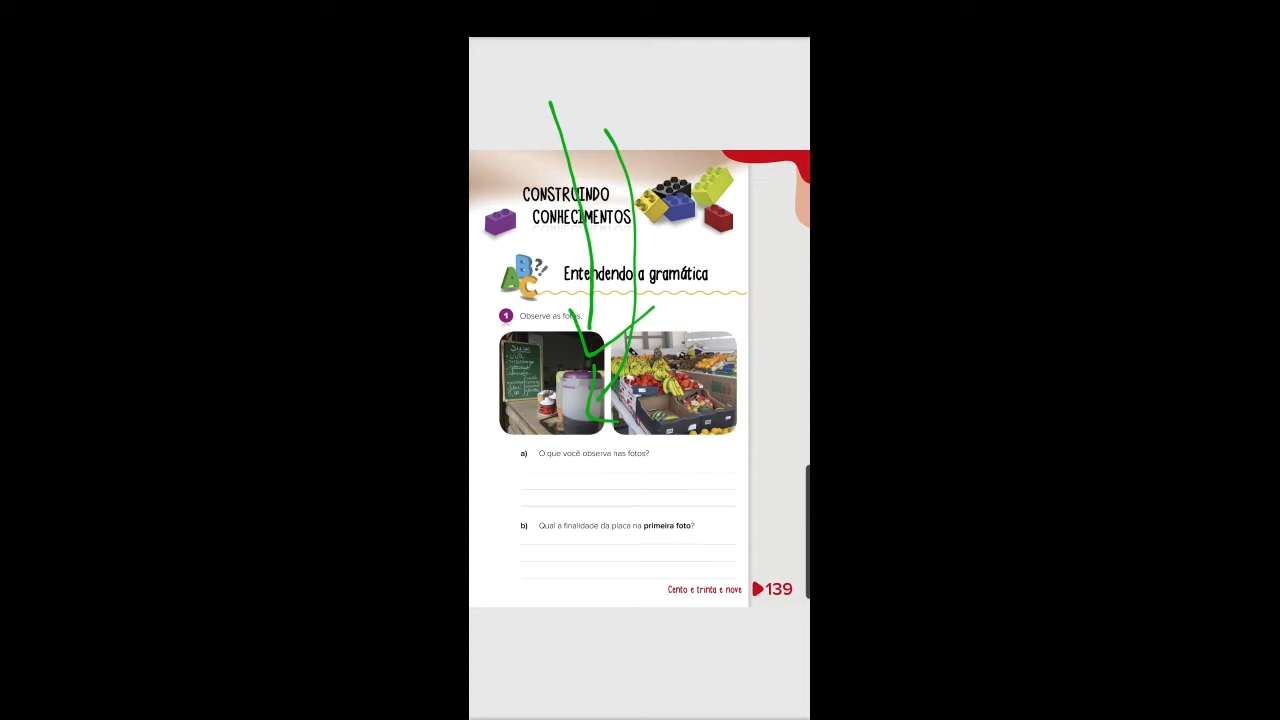 CONSTRUINDO
CONHECIMENTOS
ABC?!
Entendendo a gramática
1 Observe as fotos.
a) O que você observa nas fotos?
b) Qual a finalidade da placa na primeira foto?
Cento e trinta e nove 139